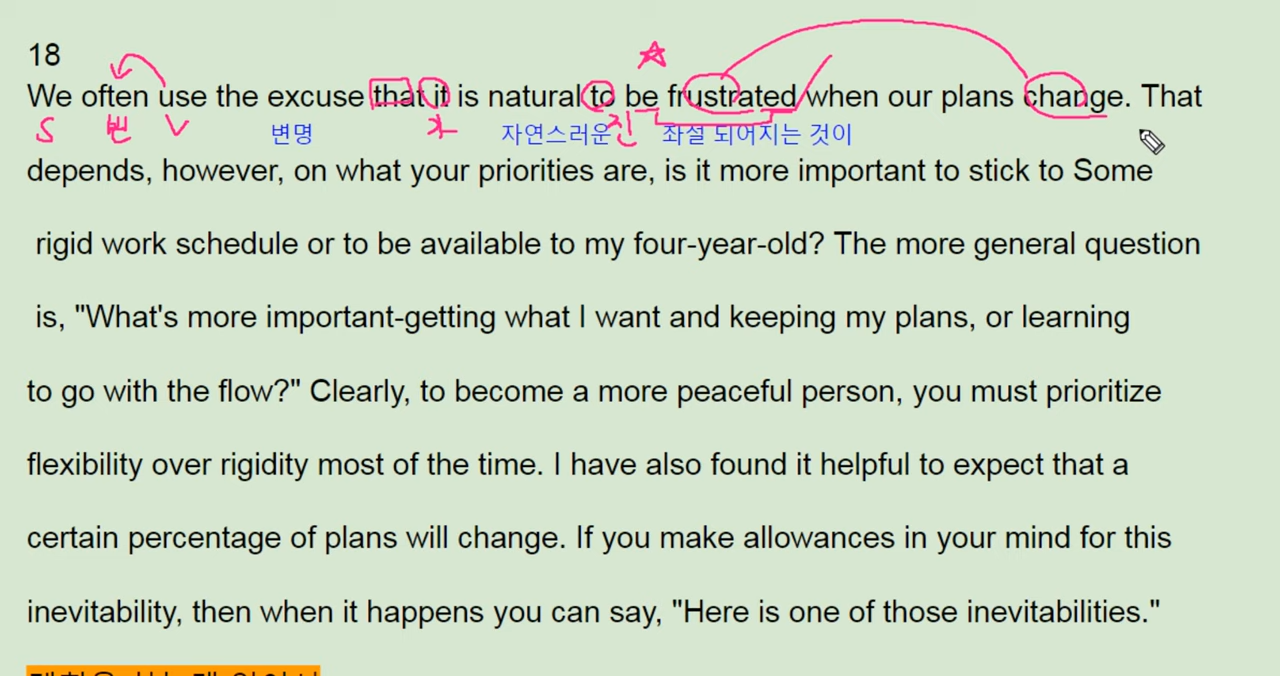 18
We often use the excuse that it is natural to be frustrated when our plans change. That
S 빈 V 변명 가 자연스러운 진 좌설 되어지는 것이
depends, however, on what your priorities are, is it more important to stick to Some
rigid work schedule or to be available to my four-year-old? The more general question
is, "What's more important-getting what I want and keeping my plans, or learning
to go with the flow?" Clearly, to become a more peaceful person, you must prioritize
flexibility over rigidity most of the time. I have also found it helpful to expect that a
certain percentage of plans will change. If you make allowances in your mind for this
inevitability, then when it happens you can say, "Here is one of those inevitabilities."